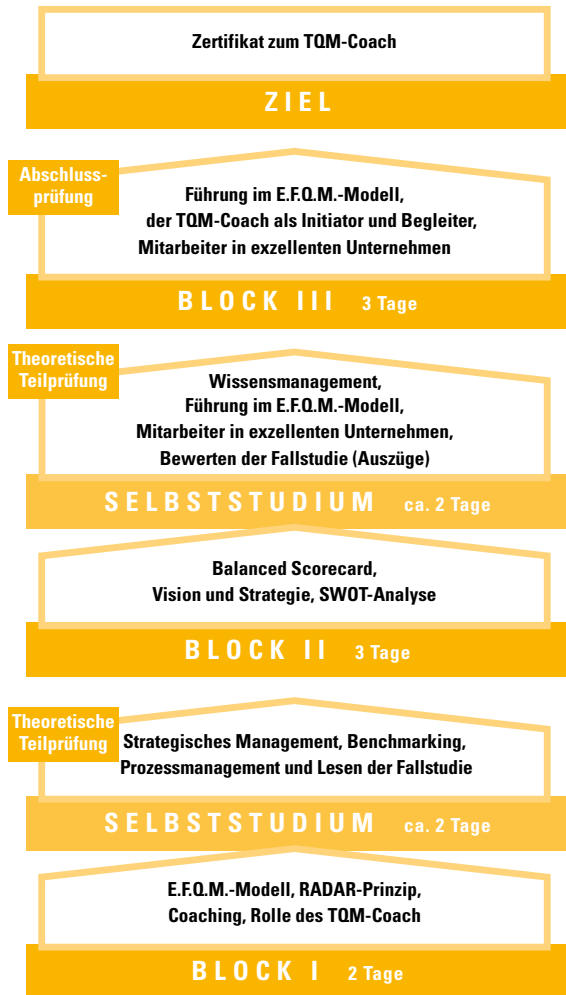 Zertifikat zum TQM-Coach
ZIEL
Abschluss-
prüfung
Führung im E.F.Q.M.-Modell,
der TQM-Coach als Initiator und Begleiter,
Mitarbeiter in exzellenten Unternehmen
BLOCK III 3 Tage
Theoretische
Teilprüfung
Wissensmanagement,
Führung im E.F.Q.M.-Modell,
Mitarbeiter in exzellenten Unternehmen,
Bewerten der Fallstudie (Auszüge)
SELBSTSTUDIUM ca. 2 Tage
Balanced Scorecard,
Vision und Strategie, SWOT-Analyse
BLOCK II 3 Tage
Theoretische
Teilprüfung
Strategisches Management, Benchmarking,
Prozessmanagement und Lesen der Fallstudie
SELBSTSTUDIUM ca. 2 Tage
E.F.Q.M.-Modell, RADAR-Prinzip,
Coaching, Rolle des TQM-Coach
BLOCK I 2 Tage